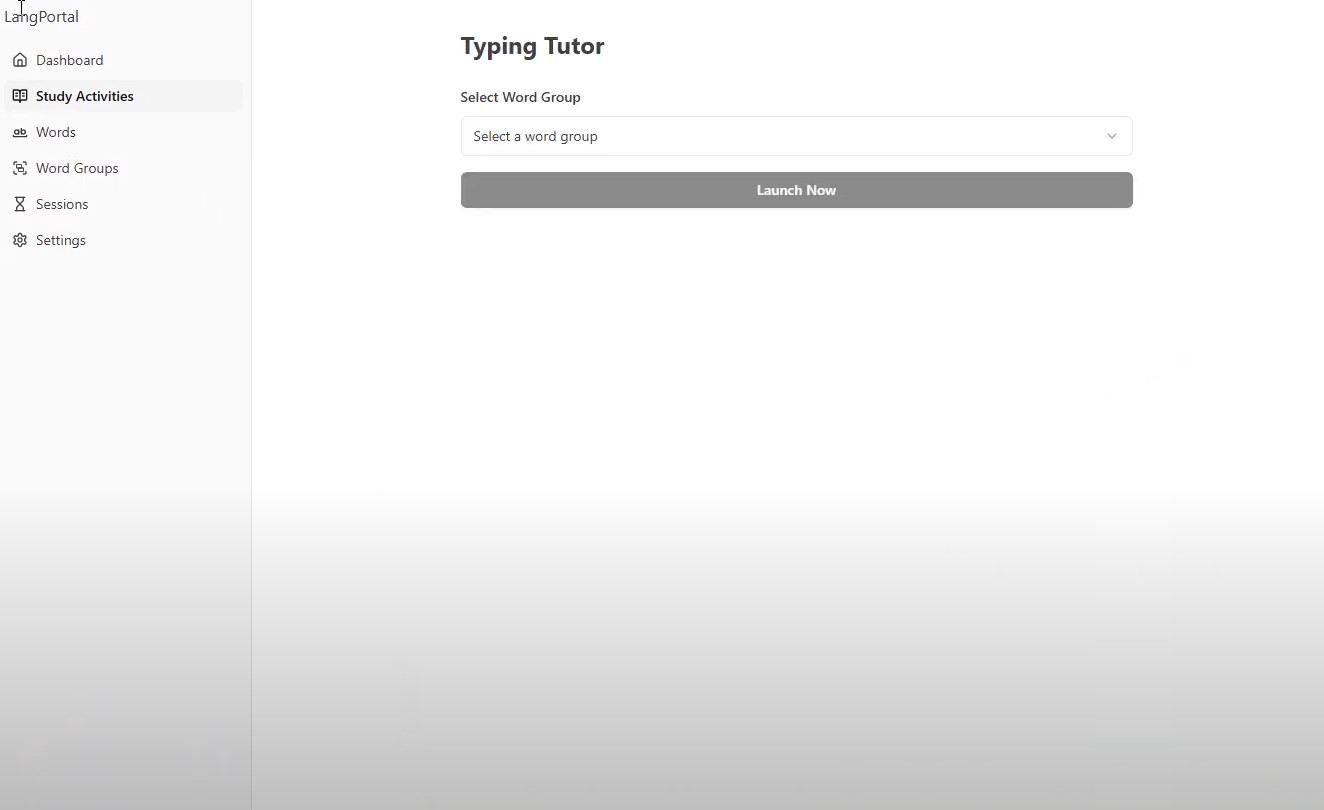 LangPortal
Dashboard
Study Activities
Words
Word Groups
Sessions
Settings
Typing Tutor
Select Word Group
Select a word group
Launch Now